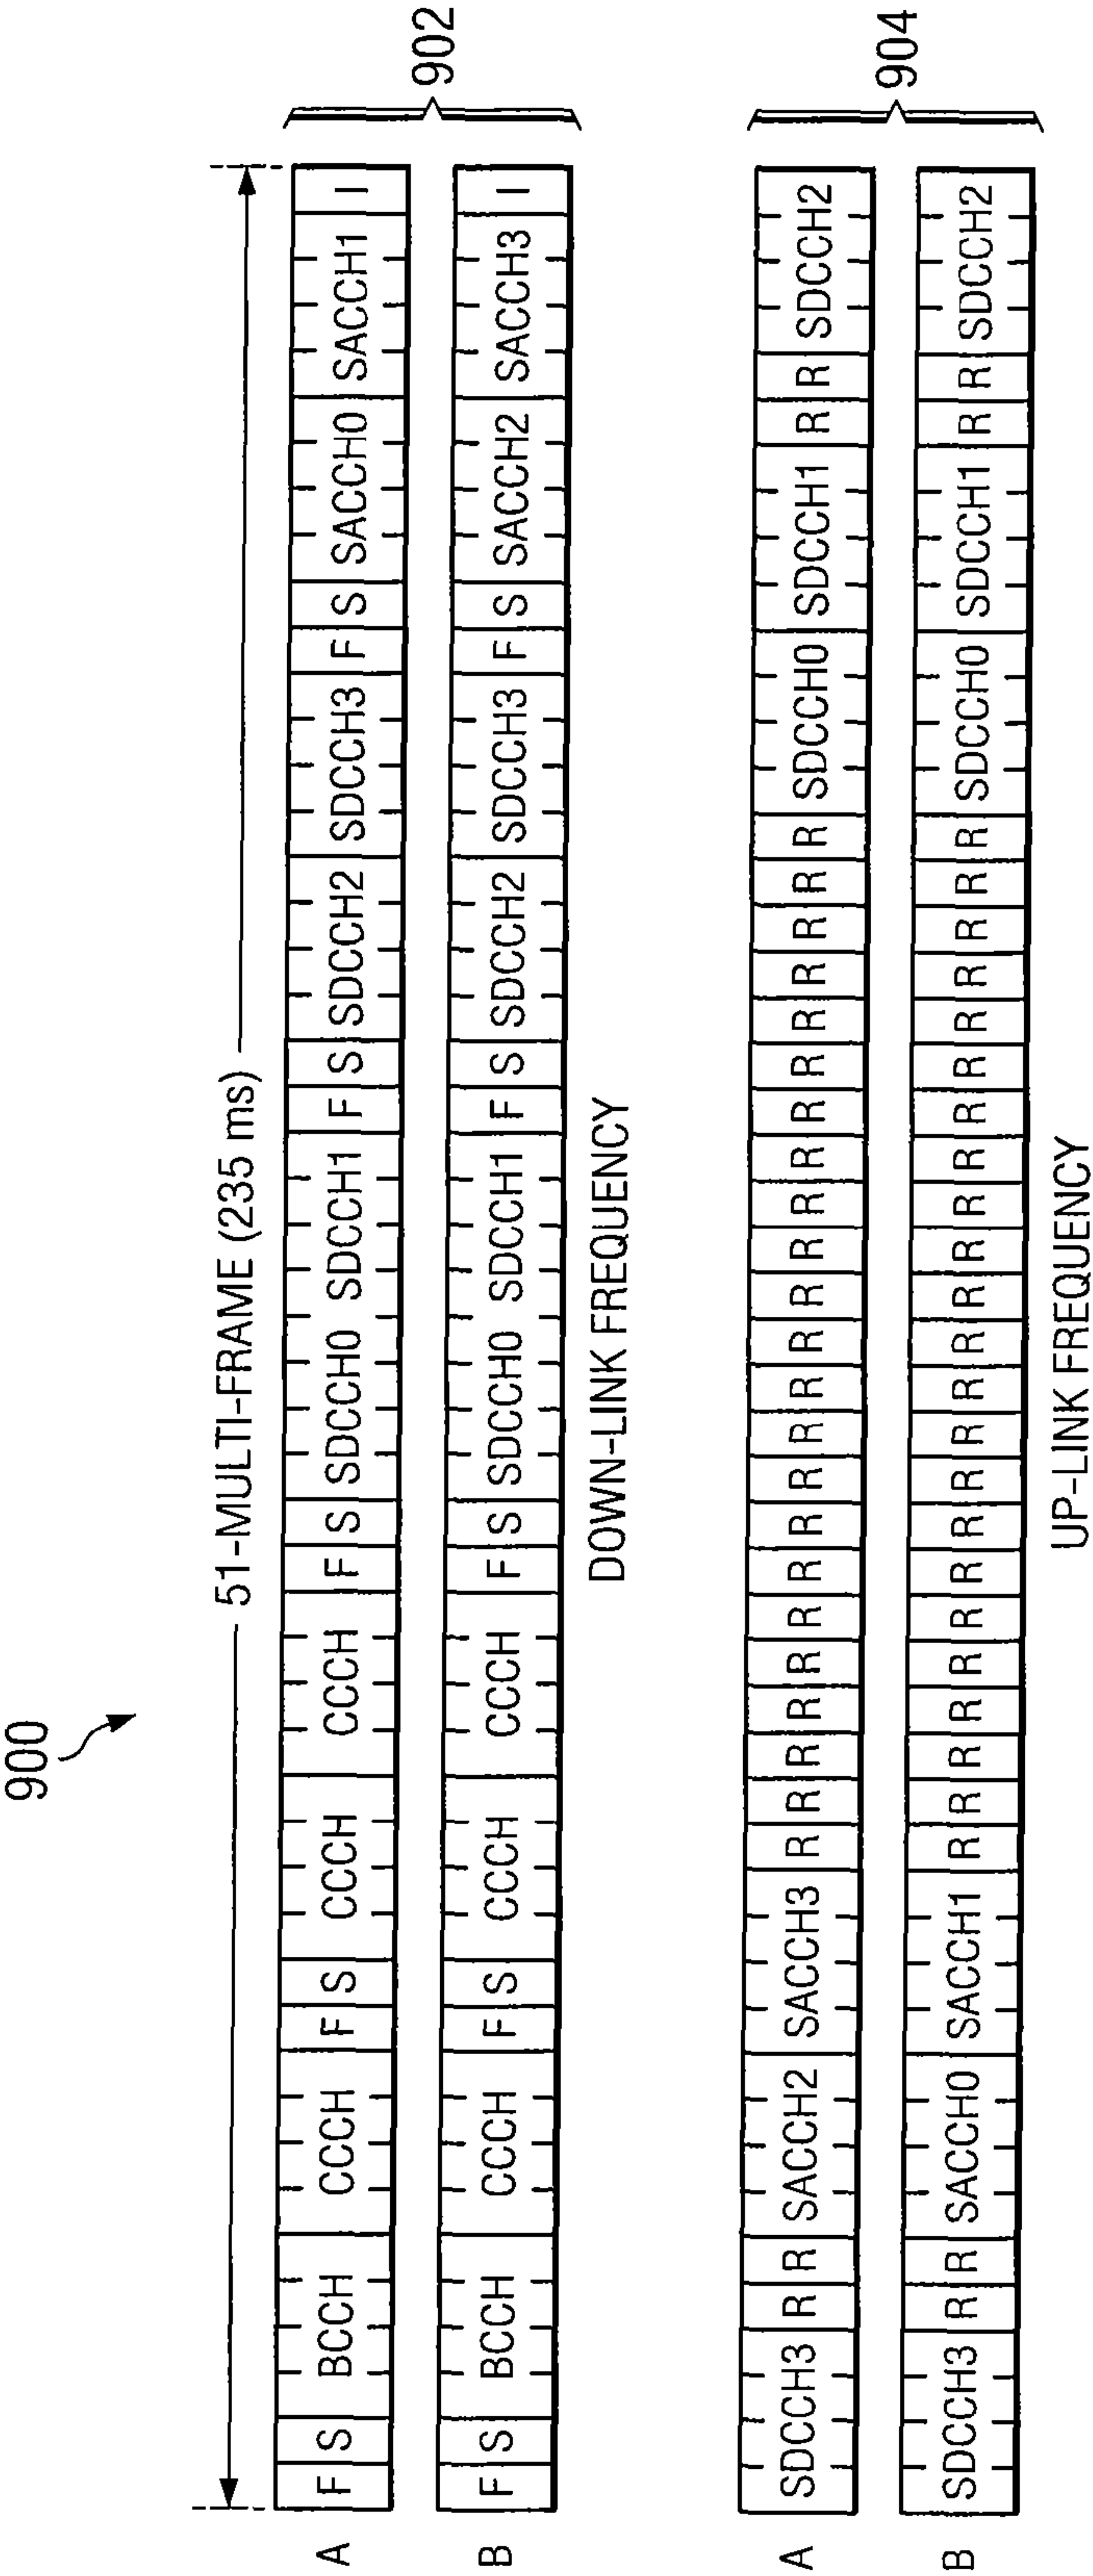 900
51-MULTI-FRAME (235 ms)
A F S BCCH CCCH F S CCCH CCCH F S SDCCH0 SDCCH1 F S SDCCH2 SDCCH3 F S SACCH0 SACCH1 I
B F S BCCH CCCH F S CCCH CCCH F S SDCCH0 SDCCH1 F S SDCCH2 SDCCH3 F S SACCH2 SACCH3 I
902
DOWN-LINK FREQUENCY
A SDCCH3 R R SACCH2 SACCH3 R R R R R R R R R R R R R R R R R R R R R R R SDCCH0 SDCCH1 R R SDCCH2
B SDCCH3 R R SACCH0 SACCH1 R R R R R R R R R R R R R R R R R R R R R R R SDCCH0 SDCCH1 R R SDCCH2
904
UP-LINK FREQUENCY